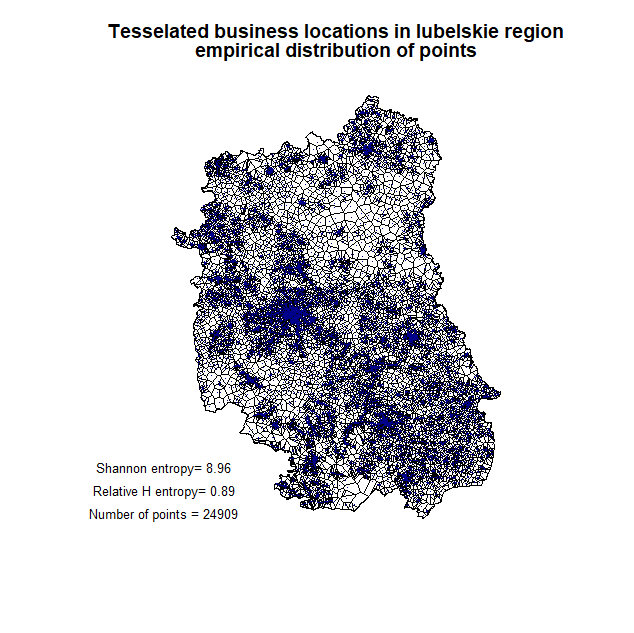 Tesselated business locations in lubelskie region
empirical distribution of points
Shannon entropy= 8.96
Relative H entropy= 0.89
Number of points = 24909